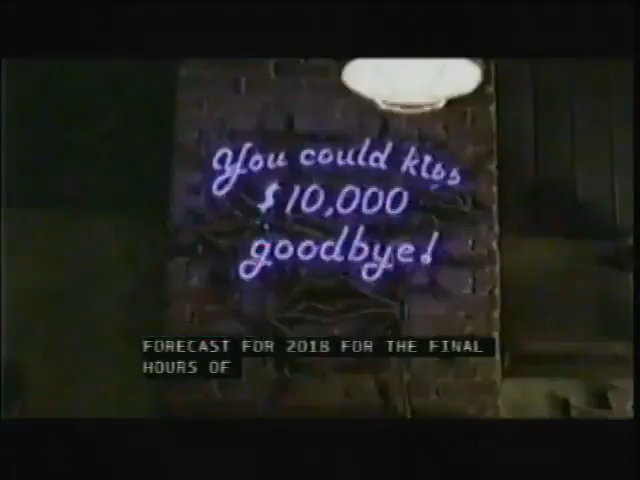 You could kiss
$10,000
goodbye!
FORECAST FOR 2018 FOR THE FINAL
HOURS OF